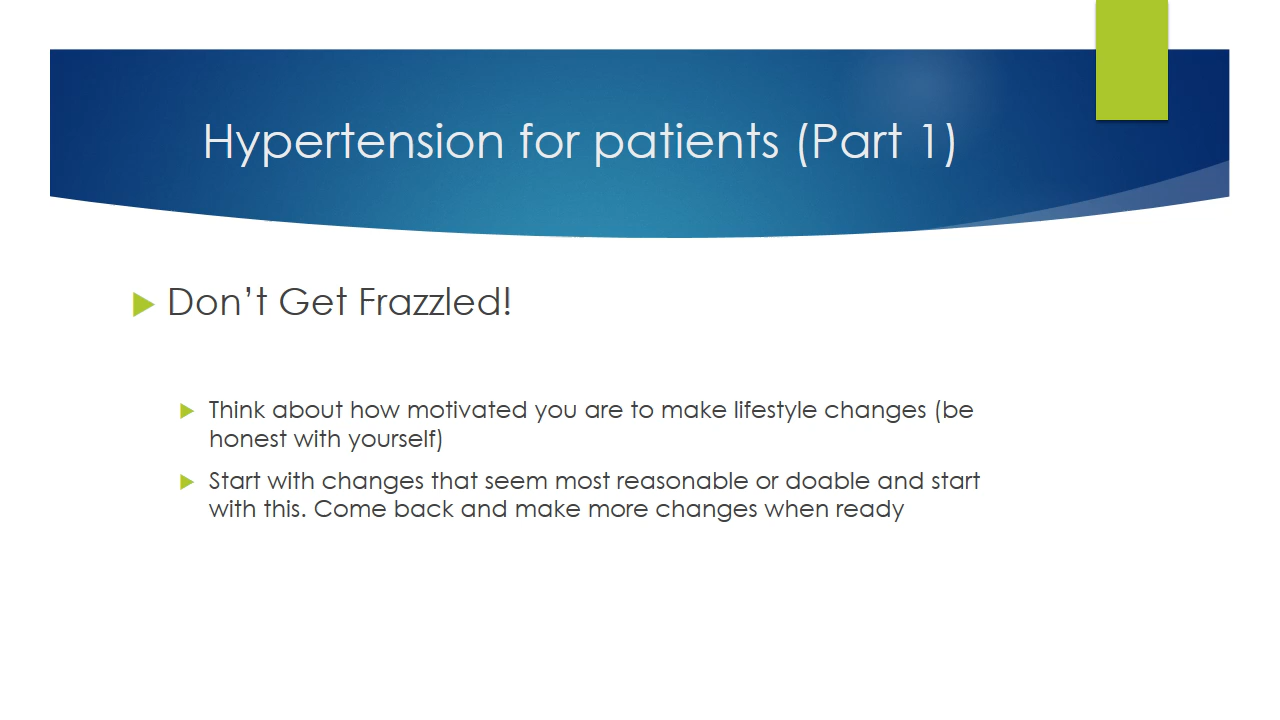 Hypertension for patients (Part 1)
Don’t Get Frazzled!
Think about how motivated you are to make lifestyle changes (be
honest with yourself)
Start with changes that seem most reasonable or doable and start
with this. Come back and make more changes when ready